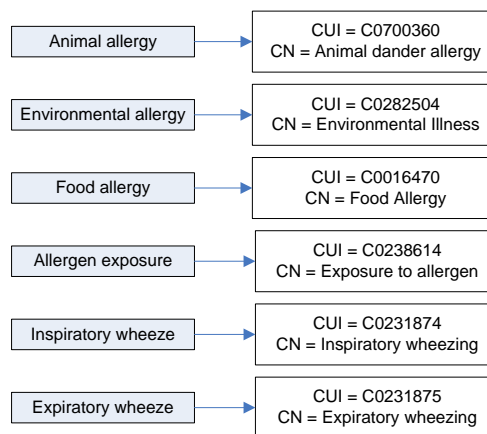 Animal allergy
CUI = C0700360
CN = Animal dander allergy
Environmental allergy
CUI = C0282504
CN = Environmental Illness
Food allergy
CUI = C0016470
CN = Food Allergy
Allergen exposure
CUI = C0238614
CN = Exposure to allergen
Inspiratory wheeze
CUI = C0231874
CN = Inspiratory wheezing
Expiratory wheeze
CUI = C0231875
CN = Expiratory wheezing